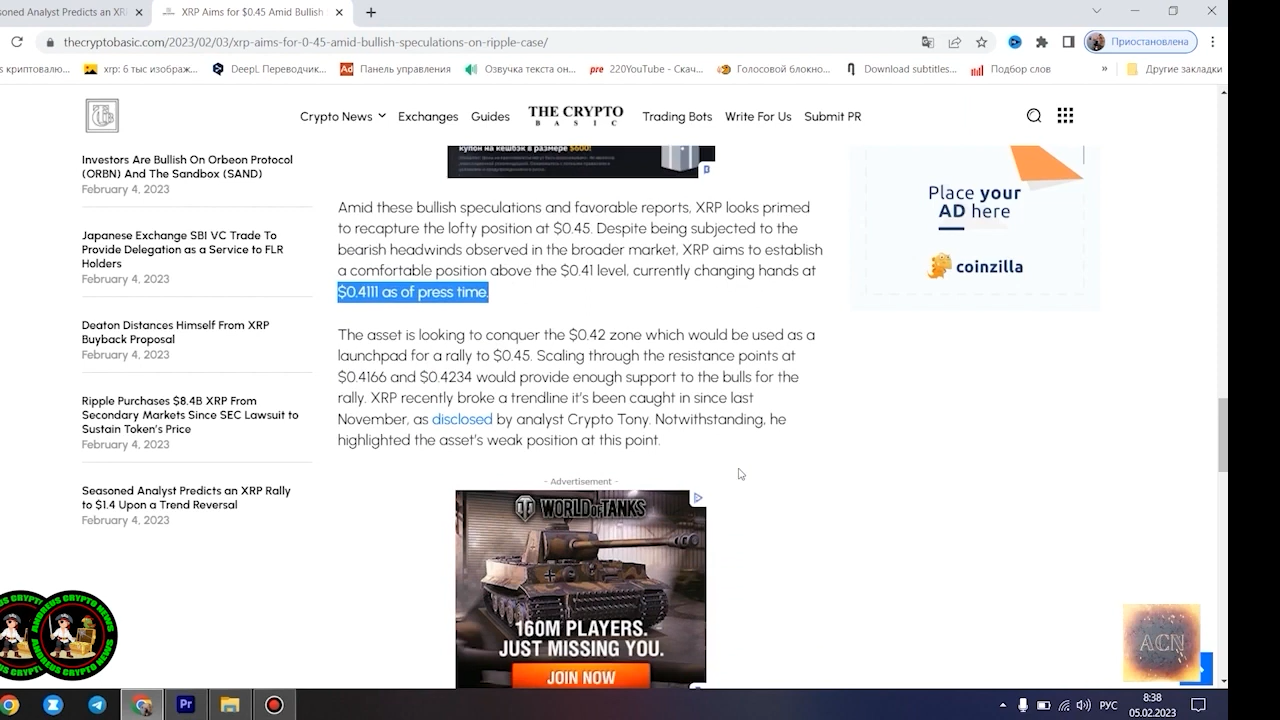 soned Analyst Predicts an XR
XRP Aims for $0.45 Amid Bullish
thecryptobasic.com/2023/02/03/xrp-aims-for-0-45-amid-bullish-speculations-on-ripple-case/
Приостановлена
s криптовалю...
xrp: 6 тыс изображ...
DeepL Переводчик...
Ad
Панель управления
Озвучка текста он...
pre
220YouTube - Скач...
Голосовой блокно...
Download subtitles...
Подбор слов
»
Другие закладки
Crypto News
Exchanges
Guides
THE CRYPTO
BASIC
Trading Bots
Write For Us
Submit PR
купон на кешбэк в размере $600!
Investors Are Bullish On Orbeon Protocol
(ORBN) And The Sandbox (SAND)
February 4, 2023
Japanese Exchange SBI VC Trade To
Provide Delegation as a Service to FLR
Holders
February 4, 2023
Deaton Distances Himself From XRP
Buyback Proposal
February 4, 2023
Ripple Purchases $8.4B XRP From
Secondary Markets Since SEC Lawsuit to
Sustain Token's Price
February 4, 2023
Seasoned Analyst Predicts an XRP Rally
to $1.4 Upon a Trend Reversal
February 4, 2023
Amid these bullish speculations and favorable reports, XRP looks primed
to recapture the lofty position at $0.45. Despite being subjected to the
bearish headwinds observed in the broader market, XRP aims to establish
a comfortable position above the $0.41 level, currently changing hands at
$0.4111 as of press time.
The asset is looking to conquer the $0.42 zone which would be used as a
launchpad for a rally to $0.45. Scaling through the resistance points at
$0.4166 and $0.4234 would provide enough support to the bulls for the
rally. XRP recently broke a trendline it's been caught in since last
November, as disclosed by analyst Crypto Tony. Notwithstanding, he
highlighted the asset's weak position at this point.
- Advertisement -
WORLD OF TANKS
160M PLAYERS.
JUST MISSING YOU.
JOIN NOW
Place your
AD here
coinzilla
ANDREUS CRYPTO NEWS
ACN
Pr
РУС
8:38
05.02.2023